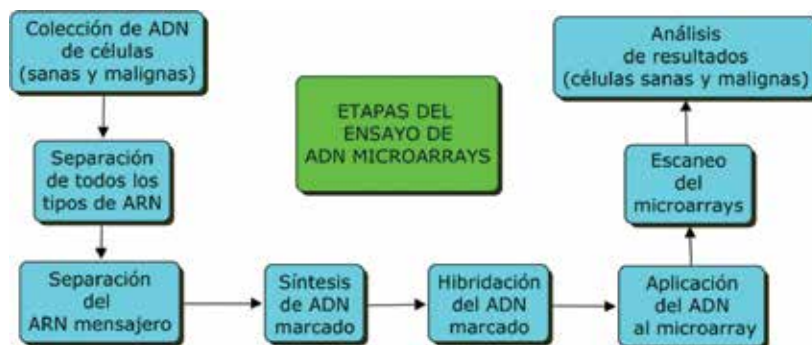 Colección de ADN
de células
(sanas y malignas)
Separación
de todos los
tipos de ARN
Separación
del
ARN mensajero
Síntesis
de ADN
marcado
Hibridación
del ADN
marcado
Aplicación
del ADN
al microarray
Escaneo
del
microarrays
Análisis
de resultados
(células sanas y malignas)
ETAPAS DEL
ENSAYO DE
ADN MICROARRAYS